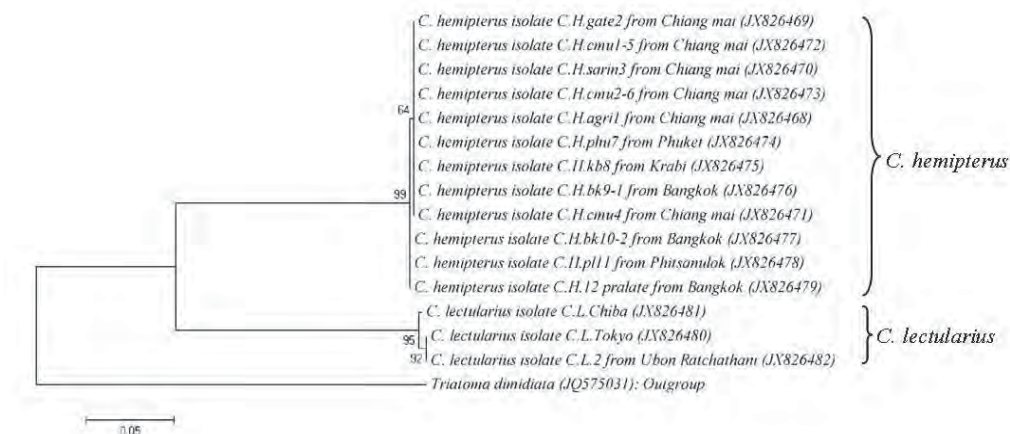 C. hemipterus isolate C.H.gate2 from Chiang mai (JX826469)
C. hemipterus isolate C.H.cmu1-5 from Chiang mai (JX826472)
C. hemipterus isolate C.H.sarin3 from Chiang mai (JX826470)
C. hemipterus isolate C.H.cmu2-6 from Chiang mai (JX826473)
64
C. hemipterus isolate C.H.agri1 from Chiang mai (JX826468)
C. hemipterus isolate C.H.phu7 from Phuket (JX826474)
C. hemipterus
C. hemipterus isolate C.H.kb8 from Krabi (JX826475)
99
C. hemipterus isolate C.H.bk9-1 from Bangkok (JX826476)
C. hemipterus isolate C.H.cmu4 from Chiang mai (JX826471)
C. hemipterus isolate C.H.bk10-2 from Bangkok (JX826477)
C. hemipterus isolate C.H.pl11 from Phitsanulok (JX826478)
C. hemipterus isolate C.H.12 pralate from Bangkok (JX826479)
C. lectularius isolate C.L.Chiba (JX826481)
95
C. lectularius isolate C.L.Tokyo (JX826480)
C. lectularius
92
C. lectularius isolate C.L.2 from Ubon Ratchathani (JX826482)
Triatoma dimidiata (JQ575031): Outgroup
0.05